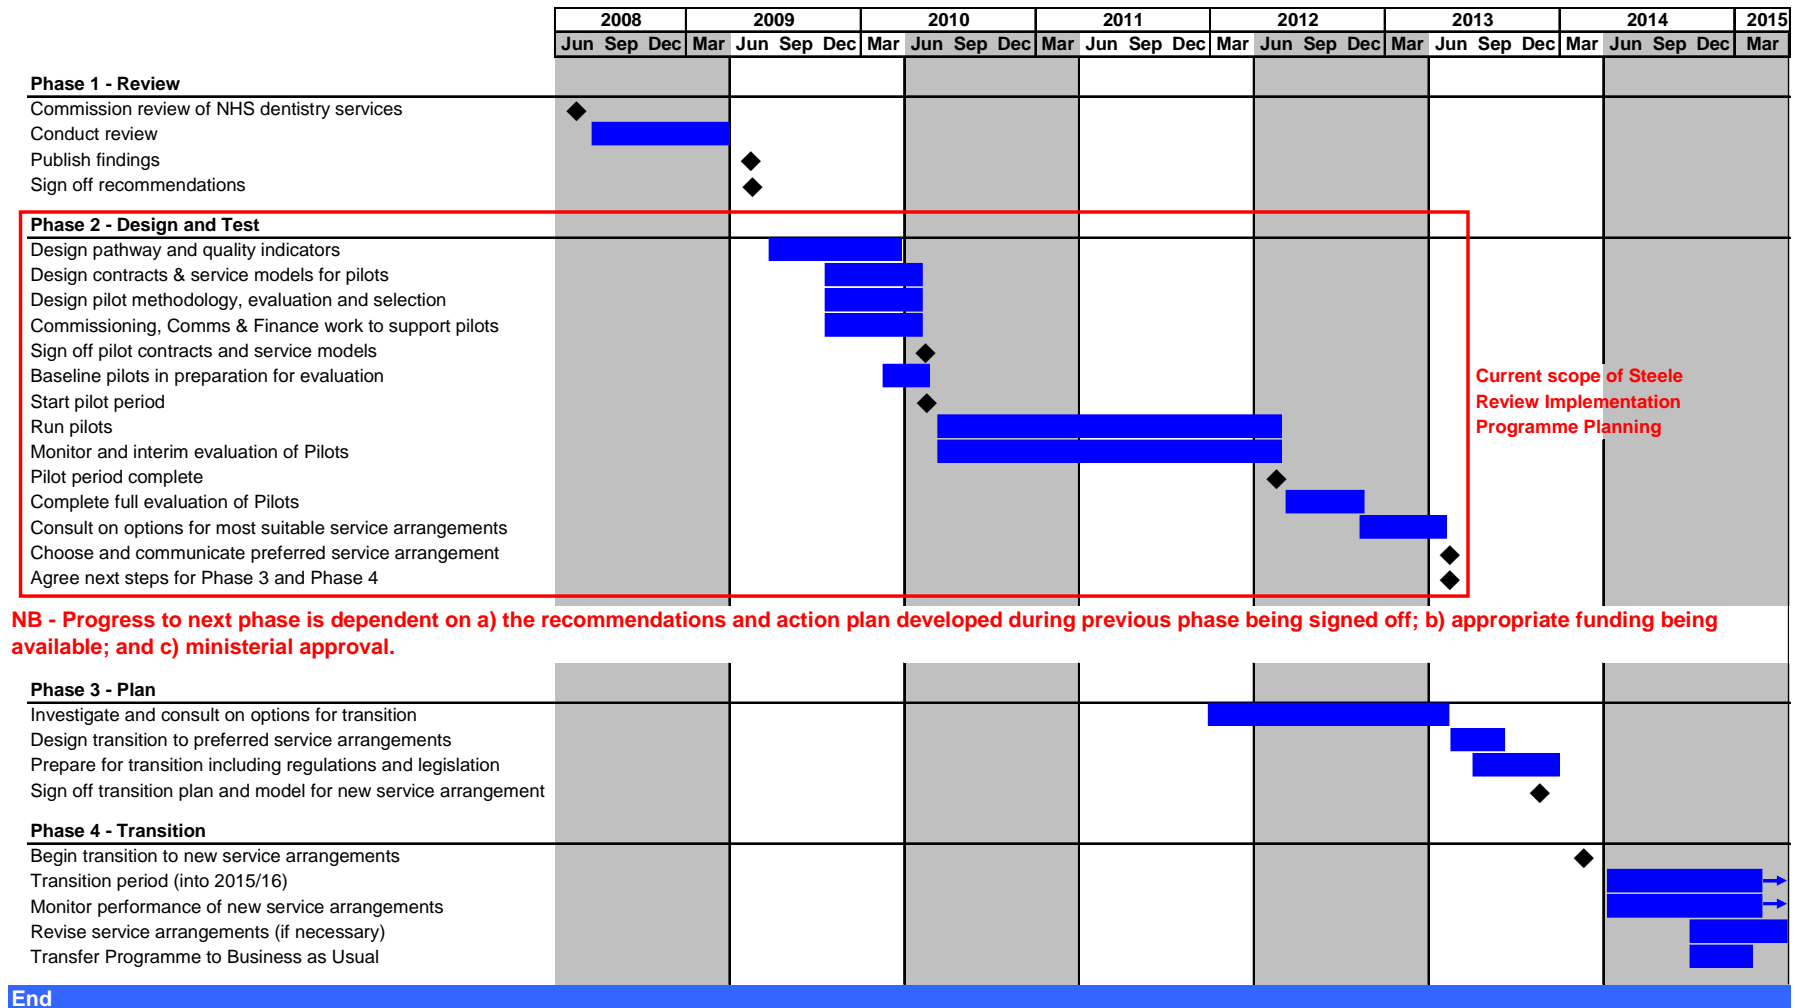 2008 2009 2010 2011 2012 2013 2014 2015
Jun Sep Dec Mar Jun Sep Dec Mar Jun Sep Dec Mar Jun Sep Dec Mar Jun Sep Dec Mar Jun Sep Dec Mar Jun Sep Dec Mar
Phase 1 - Review
Commission review of NHS dentistry services
Conduct review
Publish findings
Sign off recommendations
Phase 2 - Design and Test
Design pathway and quality indicators
Design contracts & service models for pilots
Design pilot methodology, evaluation and selection
Commissioning, Comms & Finance work to support pilots
Sign off pilot contracts and service models
Baseline pilots in preparation for evaluation
Start pilot period
Run pilots
Monitor and interim evaluation of Pilots
Pilot period complete
Complete full evaluation of Pilots
Consult on options for most suitable service arrangements
Choose and communicate preferred service arrangement
Agree next steps for Phase 3 and Phase 4
Current scope of Steele
Review Implementation
Programme Planning
NB - Progress to next phase is dependent on a) the recommendations and action plan developed during previous phase being signed off; b) appropriate funding being
available; and c) ministerial approval.
Phase 3 - Plan
Investigate and consult on options for transition
Design transition to preferred service arrangements
Prepare for transition including regulations and legislation
Sign off transition plan and model for new service arrangement
Phase 4 - Transition
Begin transition to new service arrangements
Transition period (into 2015/16)
Monitor performance of new service arrangements
Revise service arrangements (if necessary)
Transfer Programme to Business as Usual
End